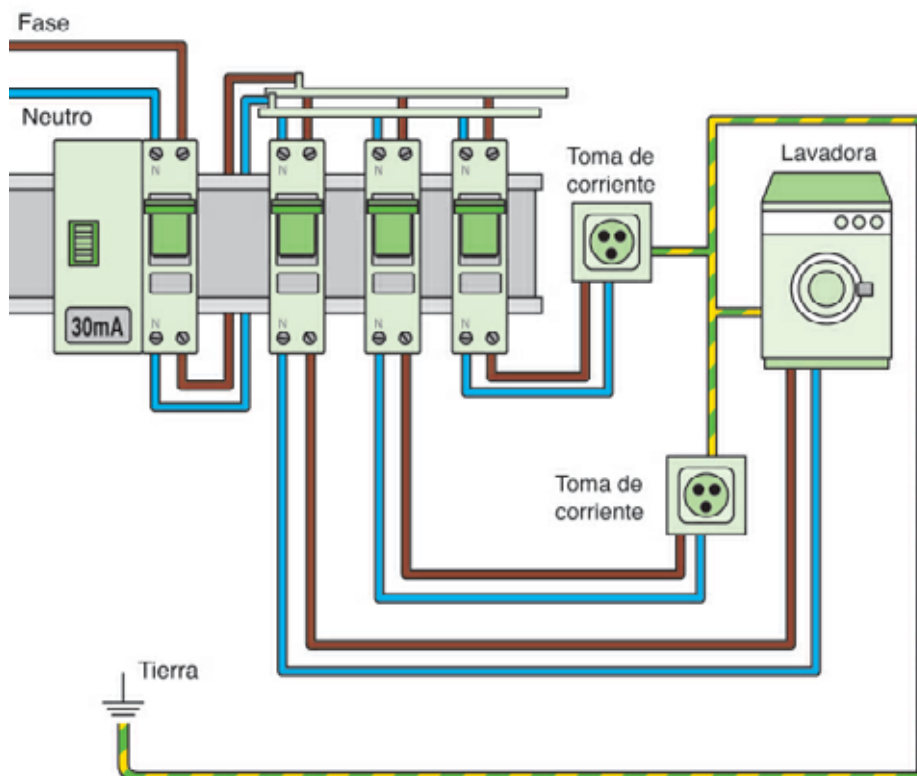 Fase
Neutro
N
N
N
N
Toma de
corriente
Lavadora
30mA
N
N
N
N
Toma de
corriente
Tierra